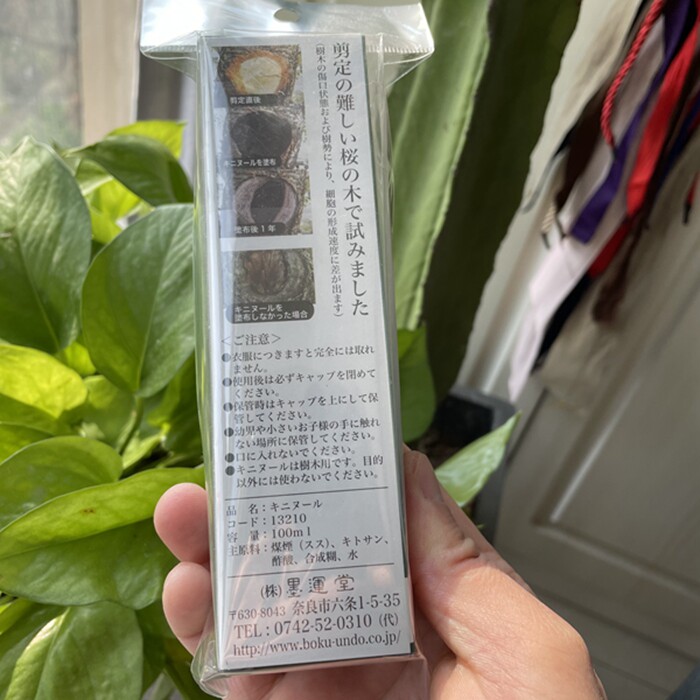 剪定の難しい桜の木で試みました
(樹木の傷口状態および樹勢により、細胞の形成速度に差が出ます)
剪定直後
キニヌールを塗布
塗布後1年
キニヌールを
塗布しなかった場合
<ご注意>
●衣服につきますと完全には取れ
ません。
●使用後は必ずキャップを閉めて
ください。
●保管時はキャップを上にして保
管してください。
●幼児や小さいお子様の手に触れ
ない場所に保管してください。
●口に入れないでください。
●キニヌールは樹木用です。目的
以外には使わないでください。
品 名:キニヌール
コード:13210
容 量:100ml
主原料:煤煙(スス)、キトサン、
酢酸、合成糊、水
(株)墨運堂
〒630-8043 奈良市六条1-5-35
TEL:0742-52-0310(代)
http://www.boku-undo.co.jp/